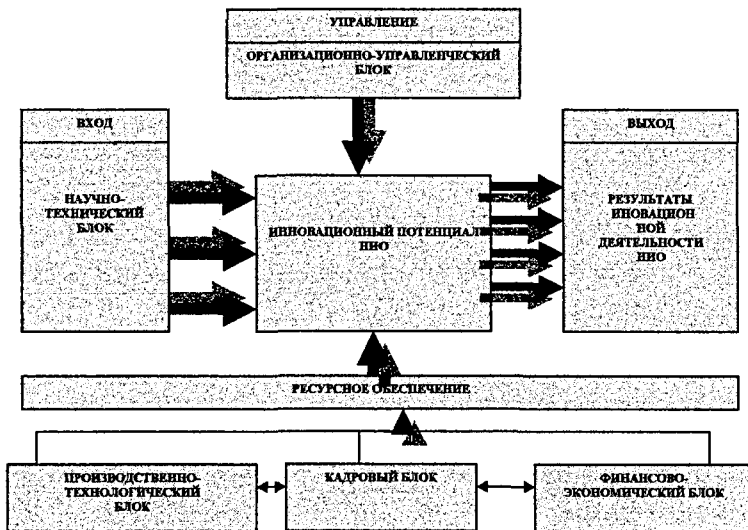 УПРАВЛЕНИЕ
ОРГАНИЗАЦИОННО-УПРАВЛЕНЧЕСКИЙ
БЛОК
ВХОД
НАУЧНО-
ТЕХНИЧЕСКИЙ
БЛОК
ИННОВАЦИОННЫЙ ПОТЕНЦИАЛ
НИО
ВЫХОД
РЕЗУЛЬТАТЫ
ИНОВАЦИОН
НОЙ
ДЕЯТЕЛЬНОСТИ
НИО
РЕСУРСНОЕ ОБЕСПЕЧЕНИЕ
ПРОИЗВОДСТВЕННО-
ТЕХНОЛОГИЧЕСКИЙ
БЛОК
КАДРОВЫЙ БЛОК
ФИНАНСОВО-
ЭКОНОМИЧЕСКИЙ БЛОК